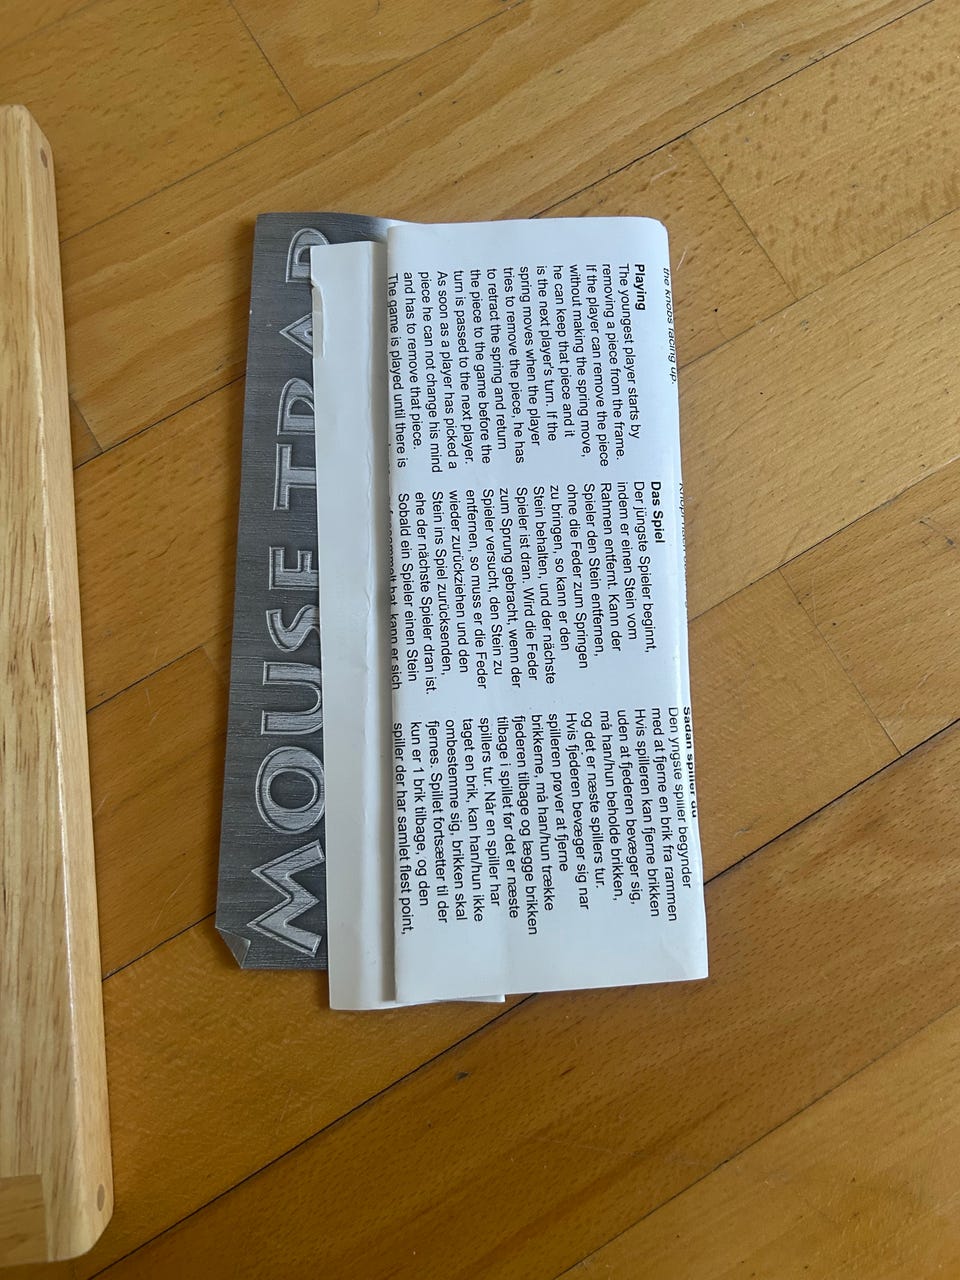 MOUSE TRAP
the knobs facing up.
Playing
The youngest player starts by
removing a piece from the frame.
If the player can remove the piece
without making the spring move,
he can keep that piece and it
is the next player's turn. If the
spring moves when the player
tries to remove the piece, he has
to retract the spring and return
the piece to the game before the
turn is passed to the next player.
As soon as a player has picked a
piece he can not change his mind
and has to remove that piece.
The game is played until there is
Das Spiel
Der jüngste Spieler beginnt,
indem er einen Stein vom
Rahmen entfernt. Kann der
Spieler den Stein entfernen,
ohne die Feder zum Springen
zu bringen, so kann er den
Stein behalten, und der nächste
Spieler ist dran. Wird die Feder
zum Sprung gebracht, wenn der
Spieler versucht, den Stein zu
entfernen, so muss er die Feder
wieder zurückziehen und den
Stein ins Spiel zurücksenden,
ehe der nächste Spieler dran ist.
Sobald ein Spieler einen Stein
hat, kann er sich
Sådan spiller du
Den yngste spiller begynder
med at fjerne en brik fra rammen
Hvis spilleren kan fjerne brikken
uden at fjederen bevæger sig,
må han/hun beholde brikken,
og det er næste spillers tur.
Hvis fjederen bevæger sig når
spilleren prøver at fjerne
brikkerne, må han/hun trække
fjederen tilbage og lægge brikken
tilbage i spillet før det er næste
spillers tur. Når en spiller har
taget en brik, kan han/hun ikke
ombestemme sig, brikken skal
fjernes. Spillet fortsætter til der
kun er 1 brik tilbage, og den
spiller der har samlet flest point,